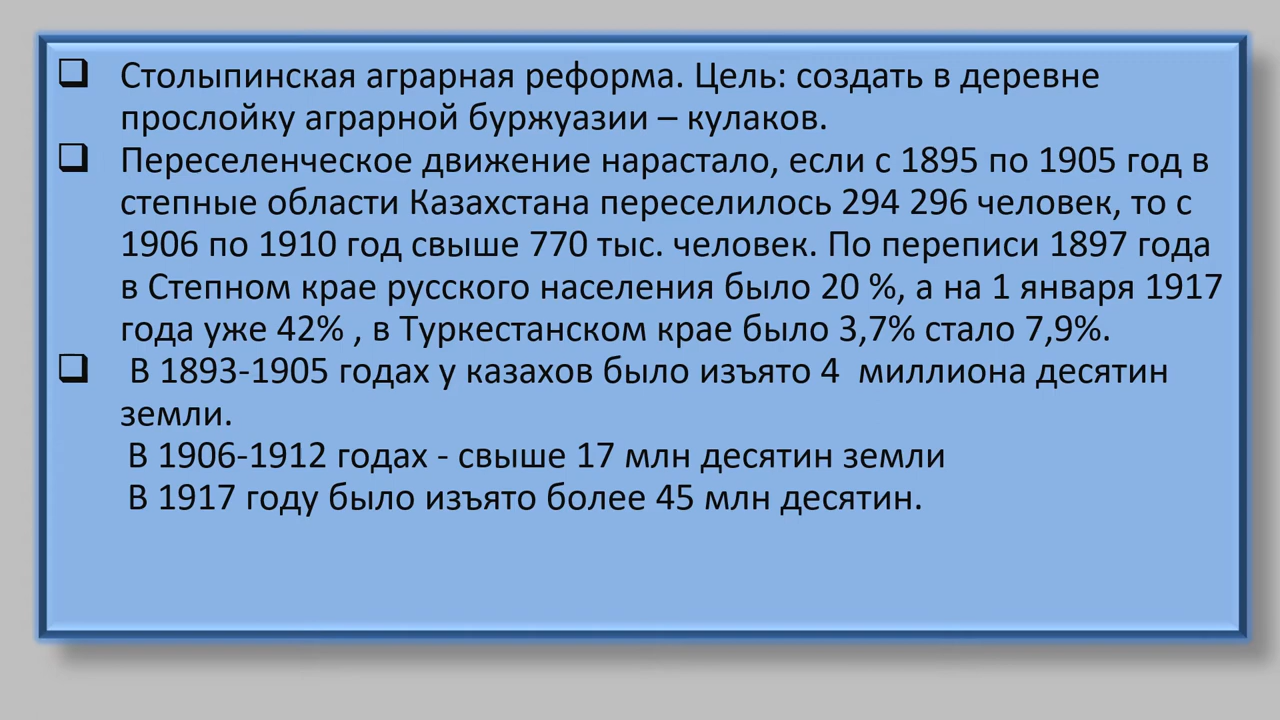 Столыпинская аграрная реформа. Цель: создать в деревне
прослойку аграрной буржуазии – кулаков.
Переселенческое движение нарастало, если с 1895 по 1905 год в
степные области Казахстана переселилось 294 296 человек, то с
1906 по 1910 год свыше 770 тыс. человек. По переписи 1897 года
в Степном крае русского населения было 20 %, а на 1 января 1917
года уже 42% , в Туркестанском крае было 3,7% стало 7,9%.
В 1893-1905 годах у казахов было изъято 4  миллиона десятин
земли.
В 1906-1912 годах - свыше 17 млн десятин земли
В 1917 году было изъято более 45 млн десятин.